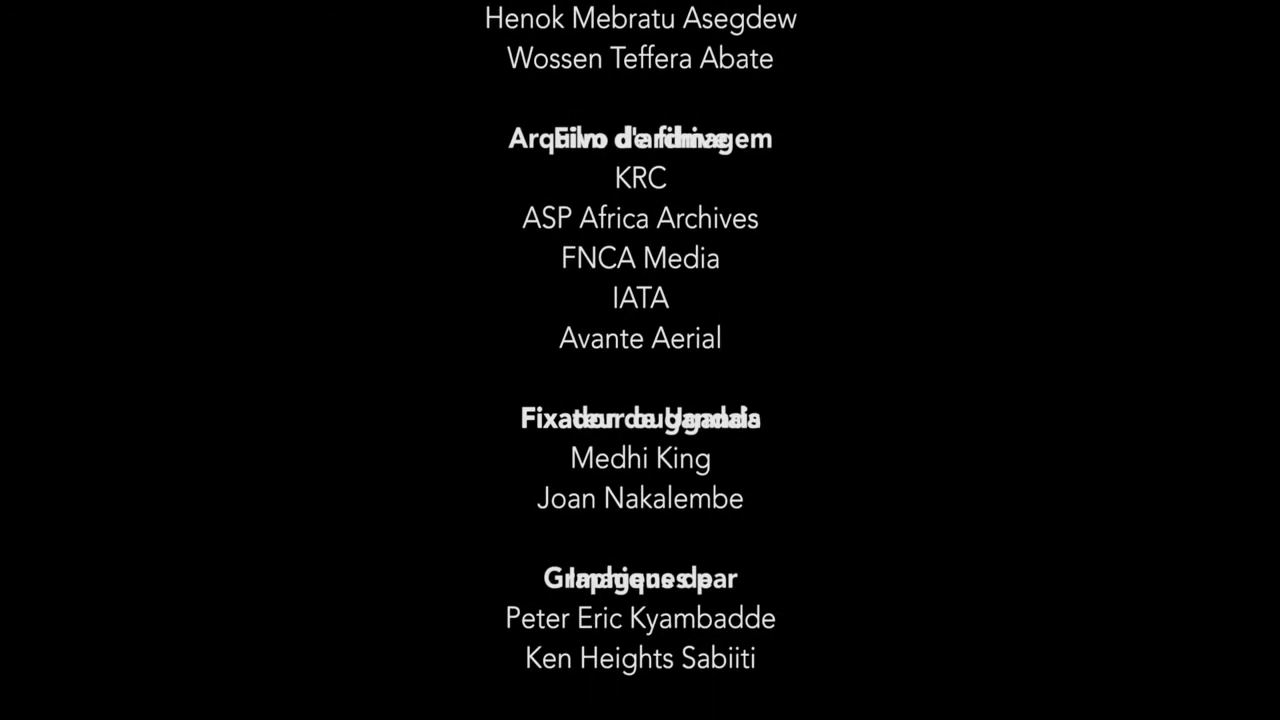 Henok Mebratu Asegdew
Wossen Teffera Abate
KRC
ASP Africa Archives
FNCA Media
IATA
Avante Aerial
Medhi King
Joan Nakalembe
Peter Eric Kyambadde
Ken Heights Sabiiti